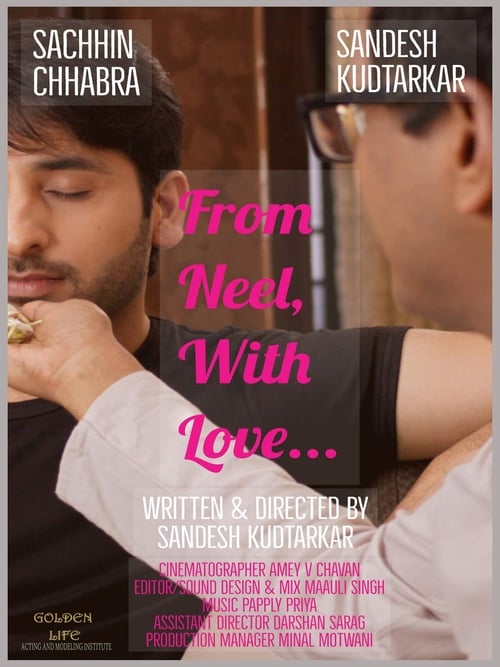 SACHHIN
CHHABRA
SANDESH
KUDTARKAR
From
Neel,
With
Love...
WRITTEN & DIRECTED BY
SANDESH KUDTARKAR
CINEMATOGRAPHER AMEY V CHAVAN
EDITOR/SOUND DESIGN & MIX MAAULI SINGH
MUSIC PAPPLY PRIYA
ASSISTANT DIRECTOR DARSHAN SARAG
PRODUCTION MANAGER MINAL MOTWANI
GOLDEN
LIFE
ACTING AND MODELING INSTITUTE